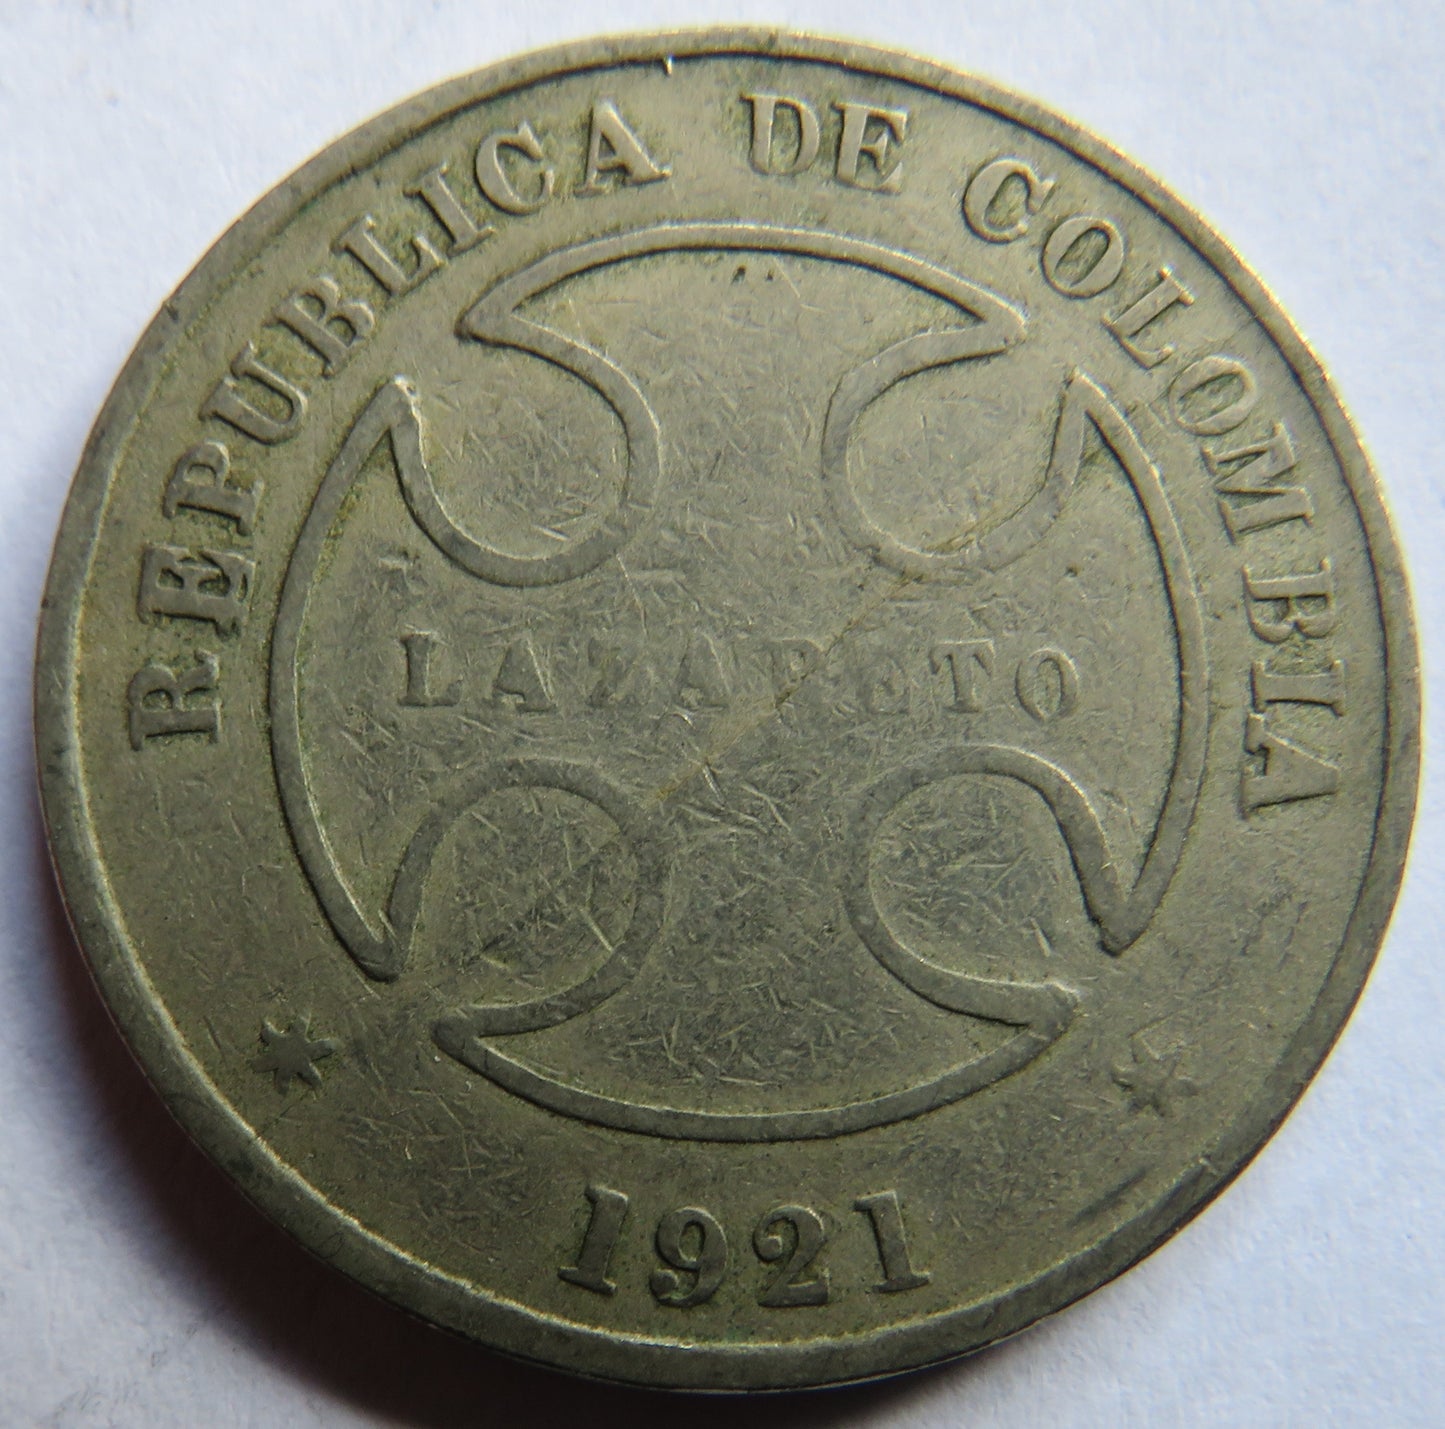 REPUBLICA DE COLOMBIA
LAZARETO
1921